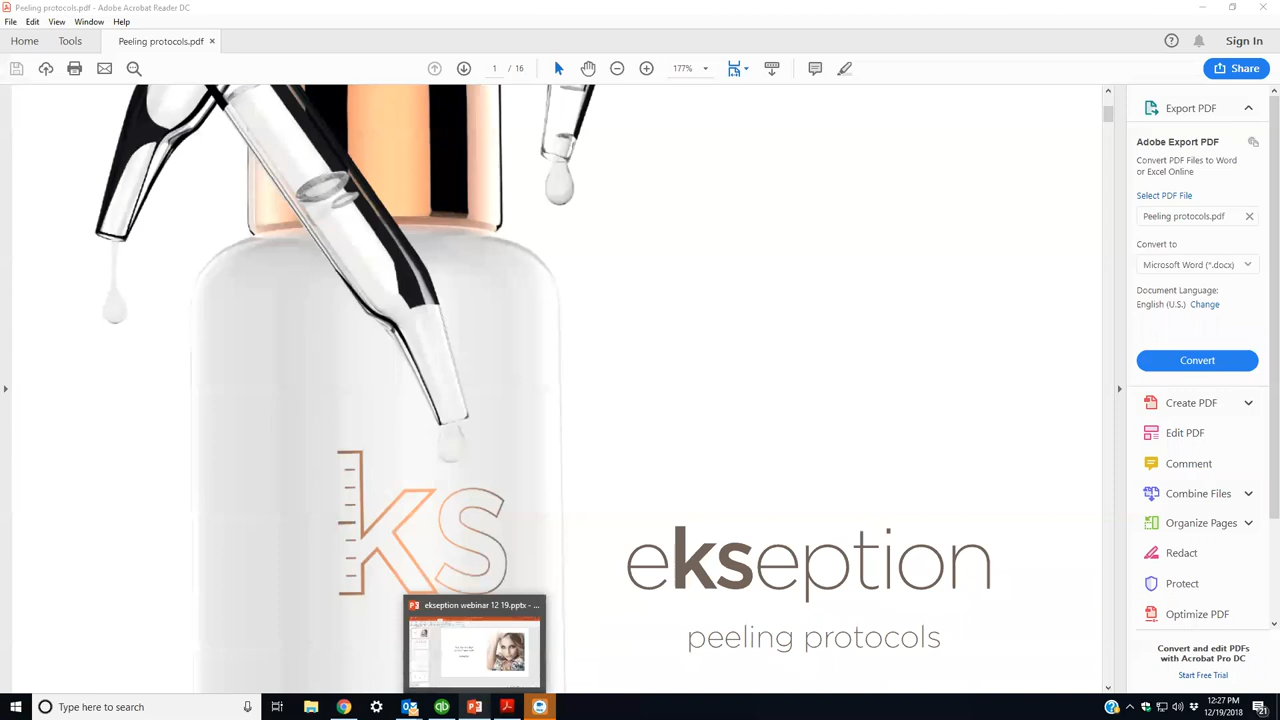 Peeling protocols.pdf - Adobe Acrobat Reader DC
File Edit View Window Help
Home Tools Peeling protocols.pdf × Sign In
1 / 16 177% Share
Export PDF
Adobe Export PDF
Convert PDF Files to Word
or Excel Online
Select PDF File
Peeling protocols.pdf
Convert to
Microsoft Word (*.docx)
Document Language:
English (U.S.) Change
Convert
Create PDF
Edit PDF
Comment
Combine Files
Organize Pages
Redact
Protect
Optimize PDF
Convert and edit PDFs
with Acrobat Pro DC
Start Free Trial
ks
ekseption
peeling protocols
ekseption webinar 12 19.pptx - ...
Type here to search
12:27 PM
12/19/2018
21